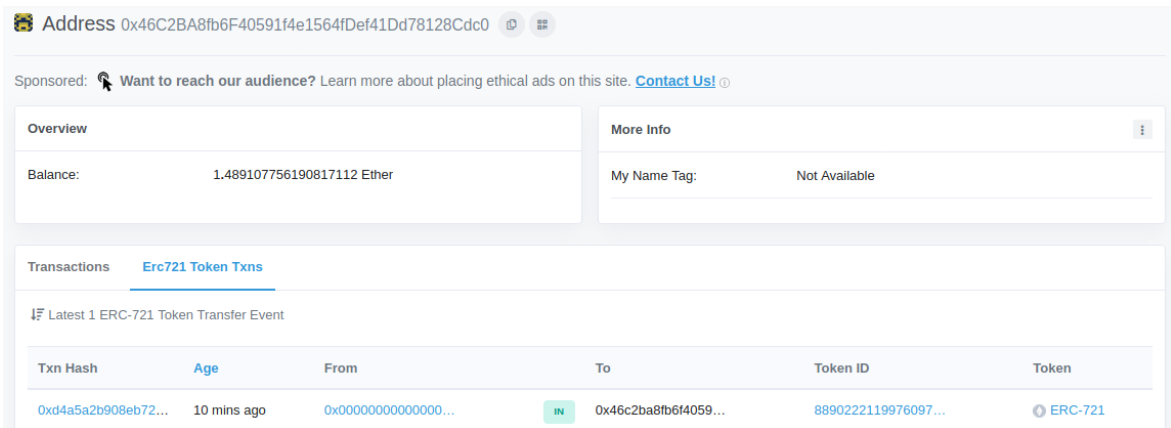 Address 0x46C2BA8fb6F40591f4e1564fDef41Dd78128Cdc0
Sponsored: Want to reach our audience? Learn more about placing ethical ads on this site. Contact Us!
Overview
Balance: 1.489107756190817112 Ether
More Info
My Name Tag: Not Available
Transactions Erc721 Token Txns
Latest 1 ERC-721 Token Transfer Event
Txn Hash Age From To Token ID Token
0xd4a5a2b908eb72... 10 mins ago 0x00000000000000... IN 0x46c2ba8fb6f4059... 8890222119976097... ERC-721